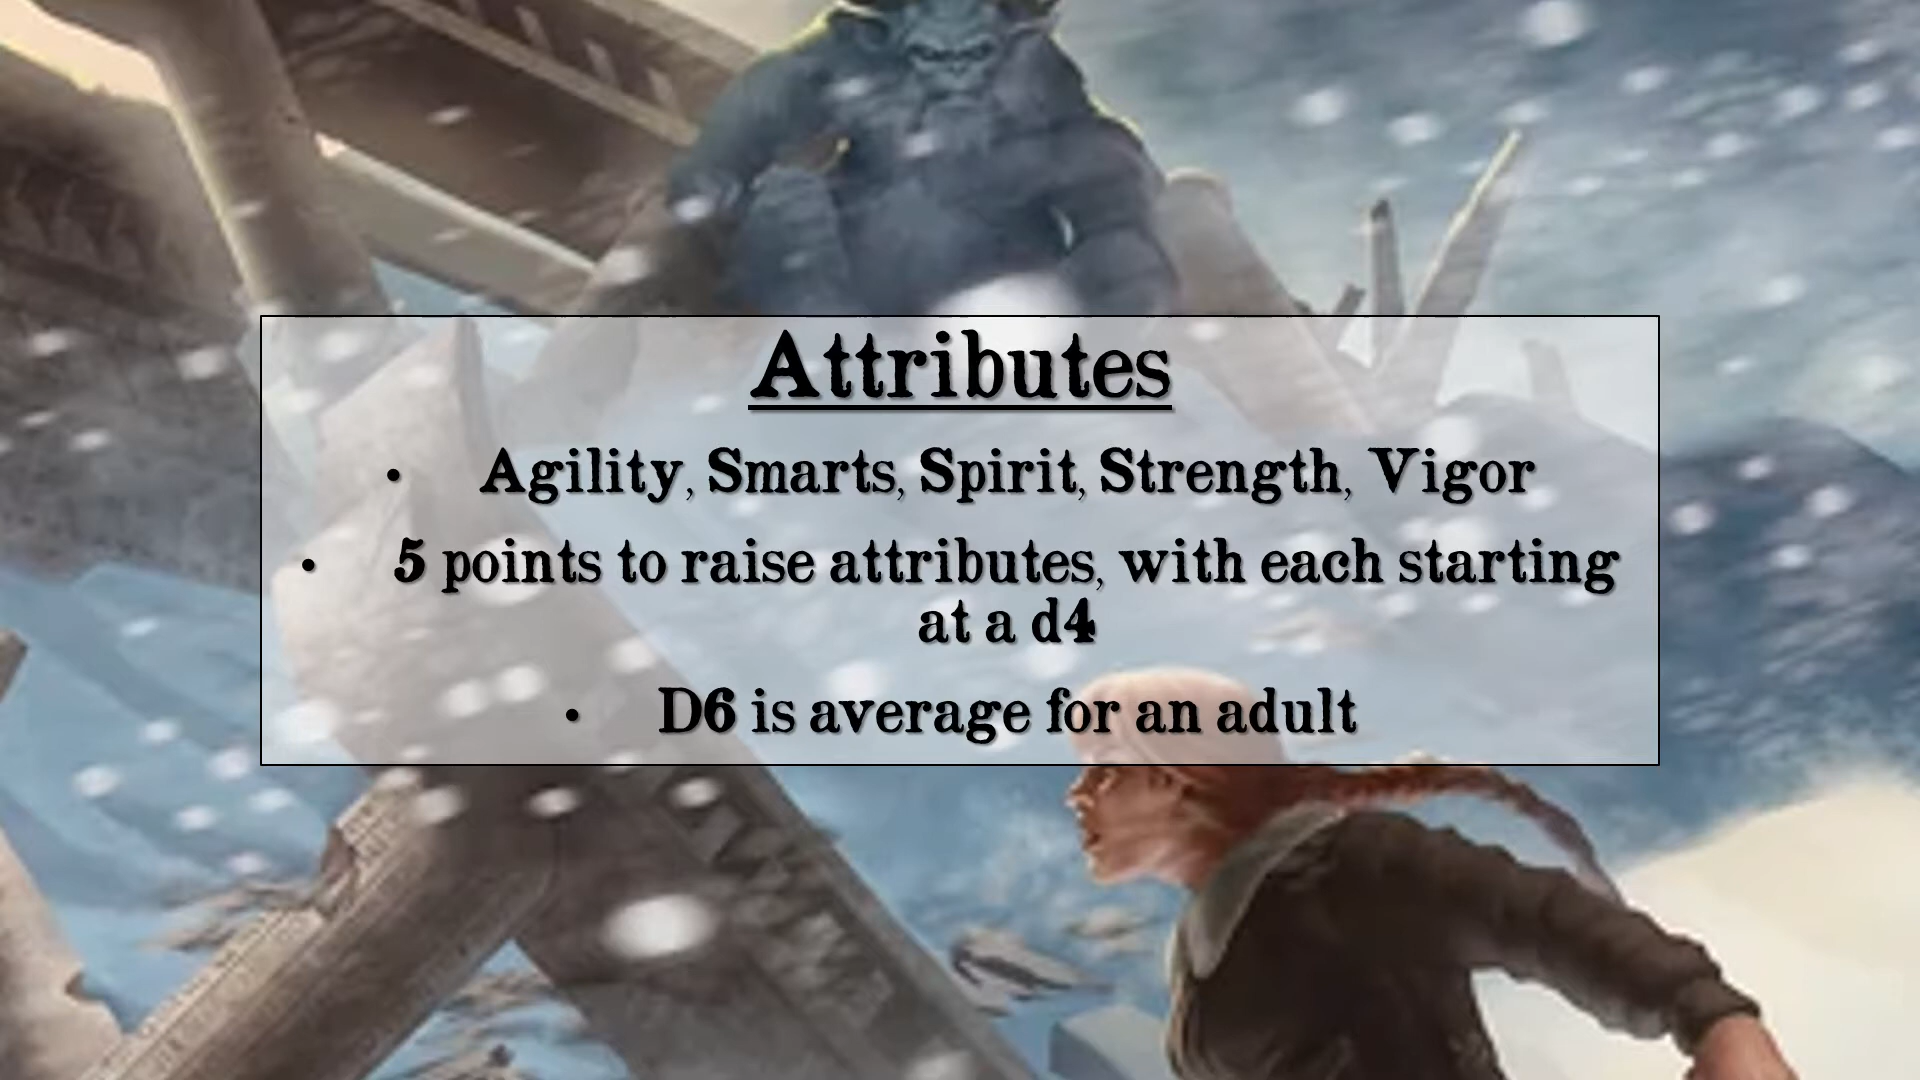 Attributes
• Agility, Smarts, Spirit, Strength, Vigor
• 5 points to raise attributes, with each starting
at a d4
• D6 is average for an adult